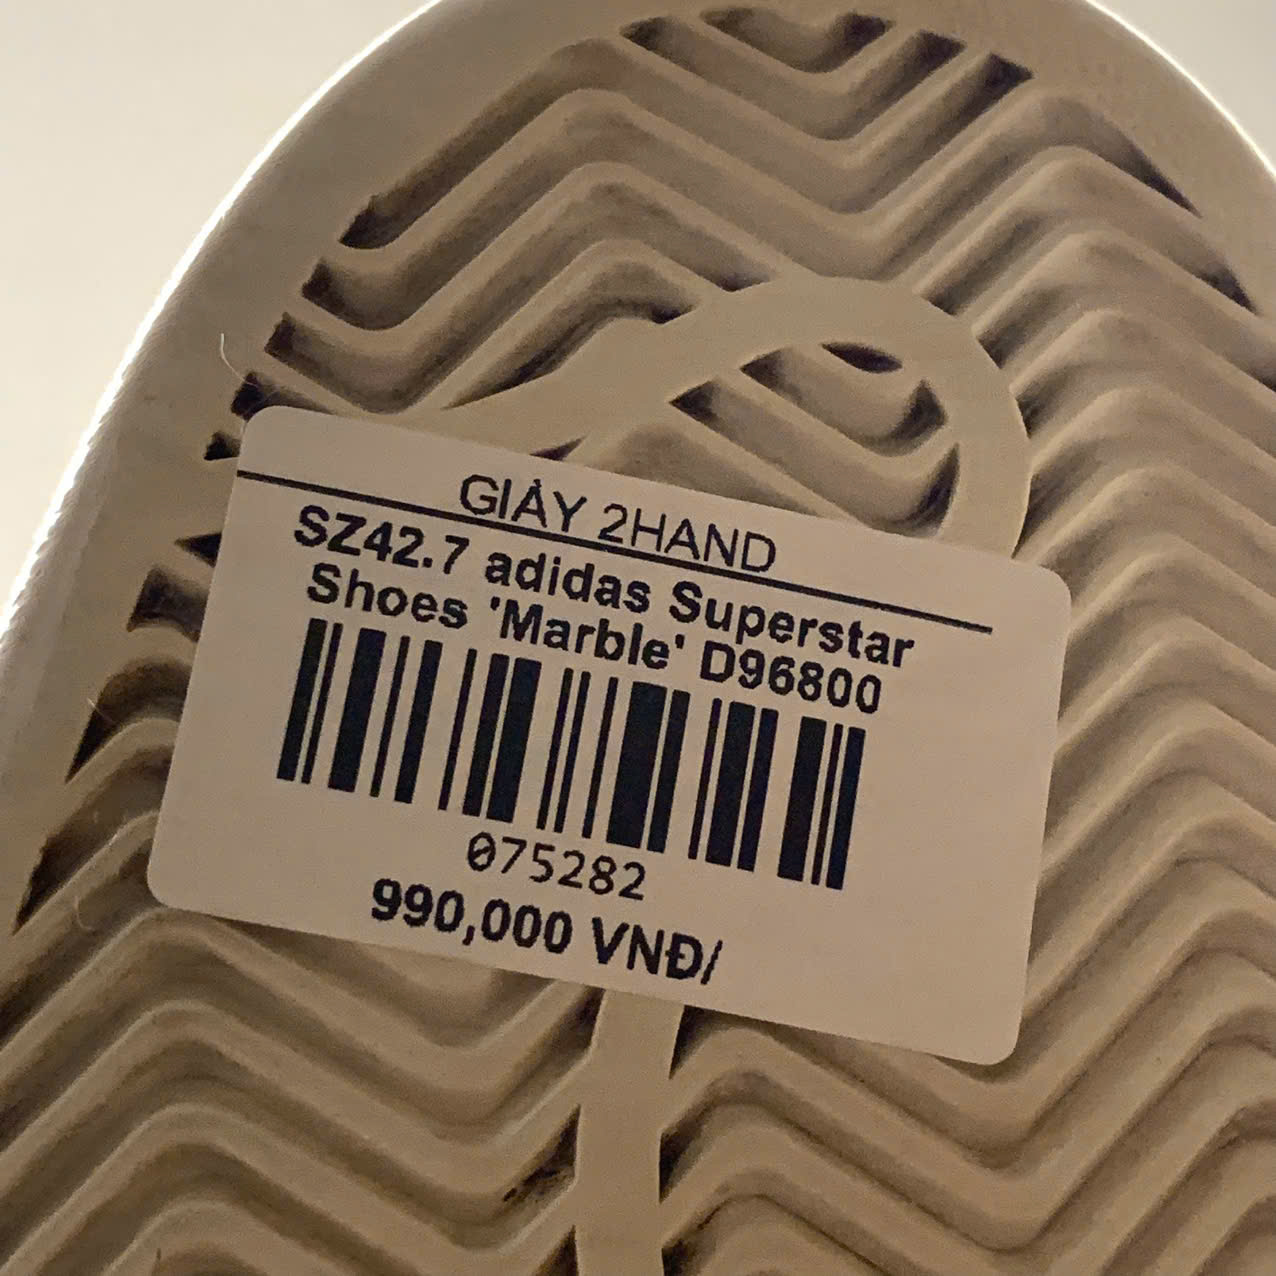 GIÀY 2HAND
SZ42.7 adidas Superstar
Shoes 'Marble' D96800
075282
990,000 VNĐ/